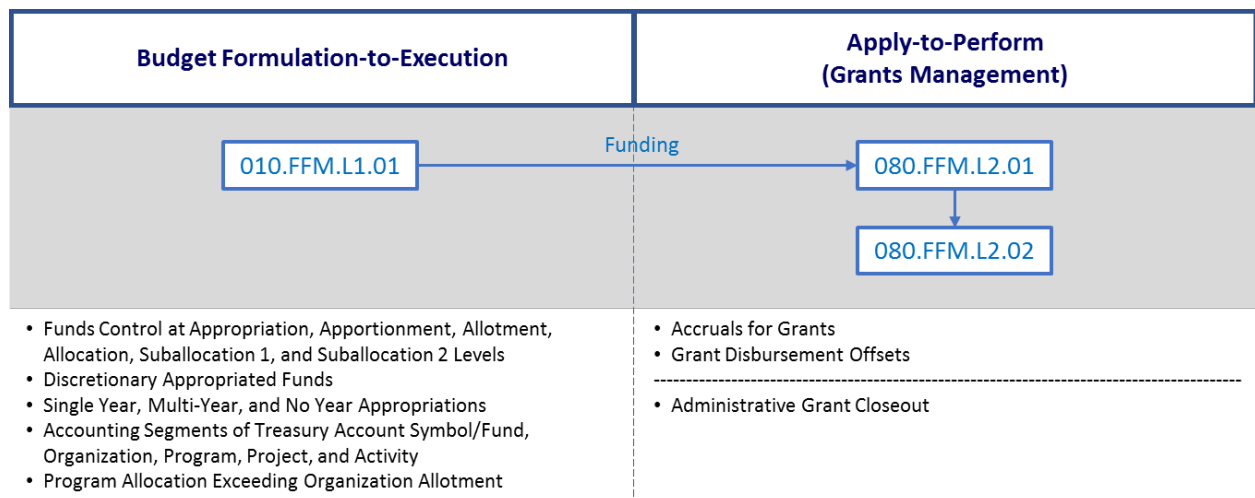 Budget Formulation-to-Execution
Apply-to-Perform
(Grants Management)
010.FFM.L1.01
Funding
080.FFM.L2.01
080.FFM.L2.02
• Funds Control at Appropriation, Apportionment, Allotment,
Allocation, Suballocation 1, and Suballocation 2 Levels
• Discretionary Appropriated Funds
• Single Year, Multi-Year, and No Year Appropriations
• Accounting Segments of Treasury Account Symbol/Fund,
Organization, Program, Project, and Activity
• Program Allocation Exceeding Organization Allotment
• Accruals for Grants
• Grant Disbursement Offsets
• Administrative Grant Closeout